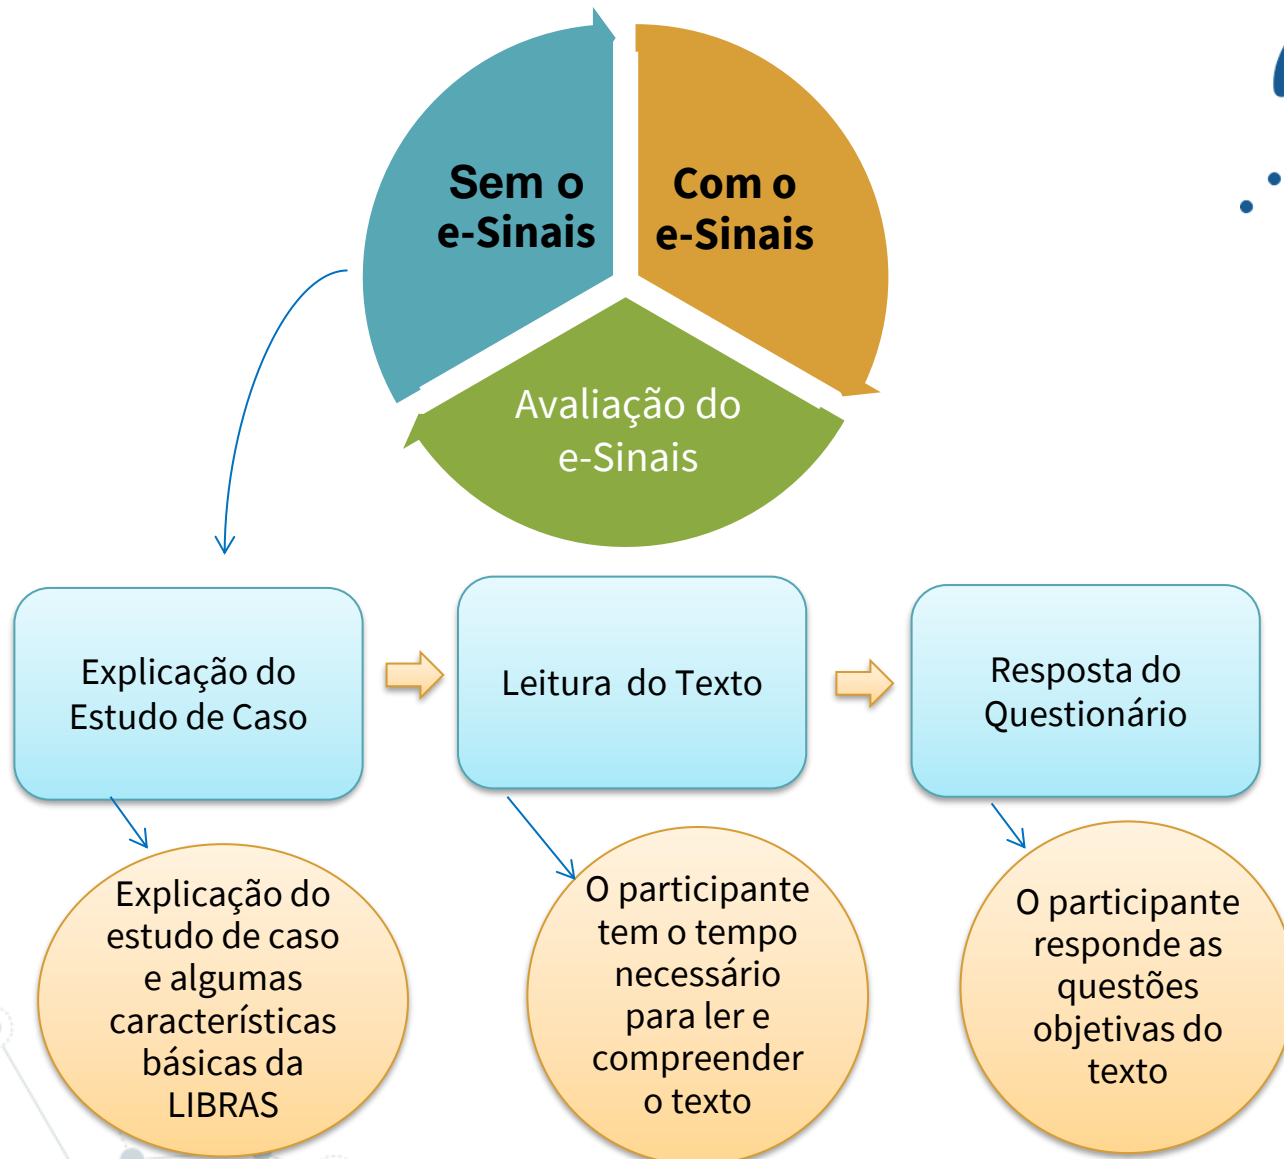 Sem o
e-Sinais
Com o
e-Sinais
Avaliação do
e-Sinais
Explicação do
Estudo de Caso
Leitura do Texto
Resposta do
Questionário
Explicação do
estudo de caso
e algumas
característísticas
básicas da
LIBRAS
O participante
tem o tempo
necessário
para ler e
compreender
o texto
O participante
responde as
questões
objetivas do
texto